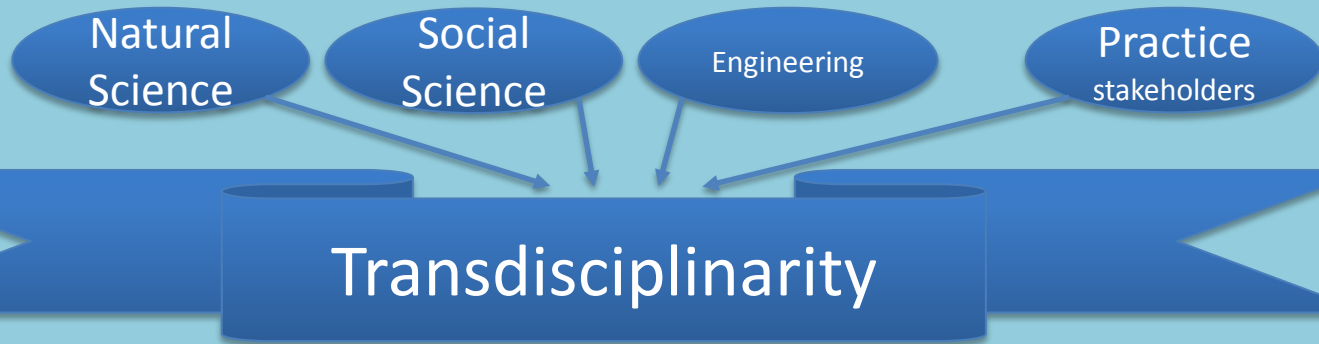 Natural
Science
Social
Science
Engineering
Practice
stakeholders
Transdisciplinarity